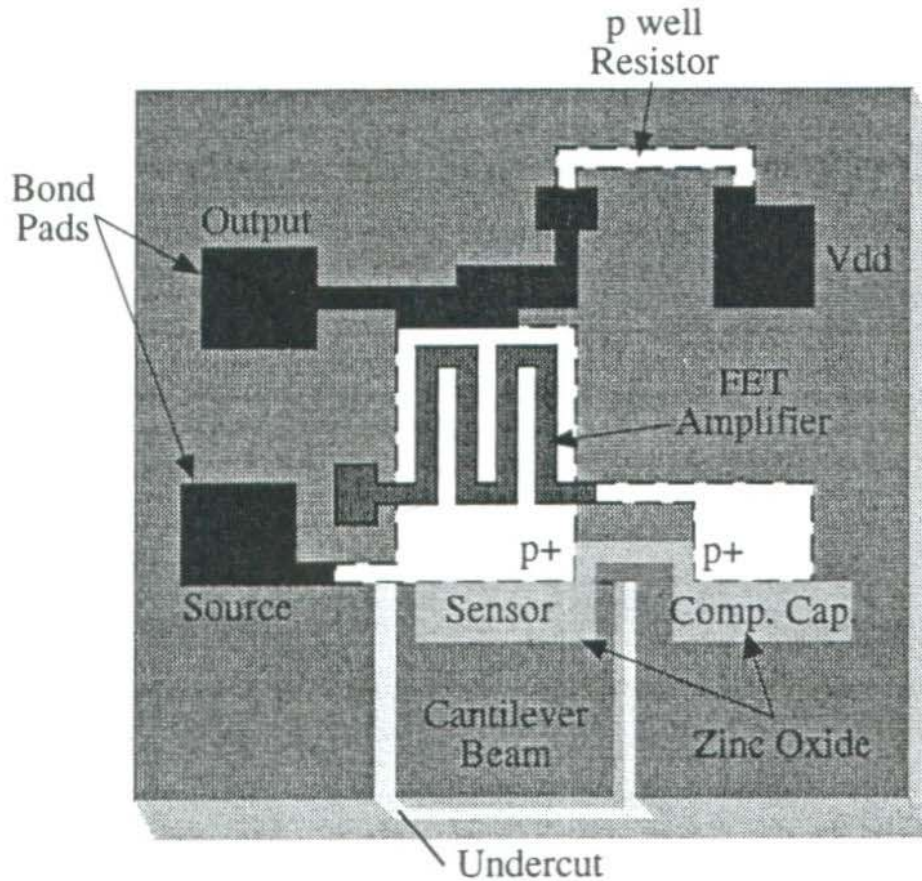 p well
Resistor
Bond
Pads
Output
Vdd
FET
Amplifier
p+
p+
Source
Sensor
Comp. Cap.
Cantilever
Beam
Zinc Oxide
Undercut